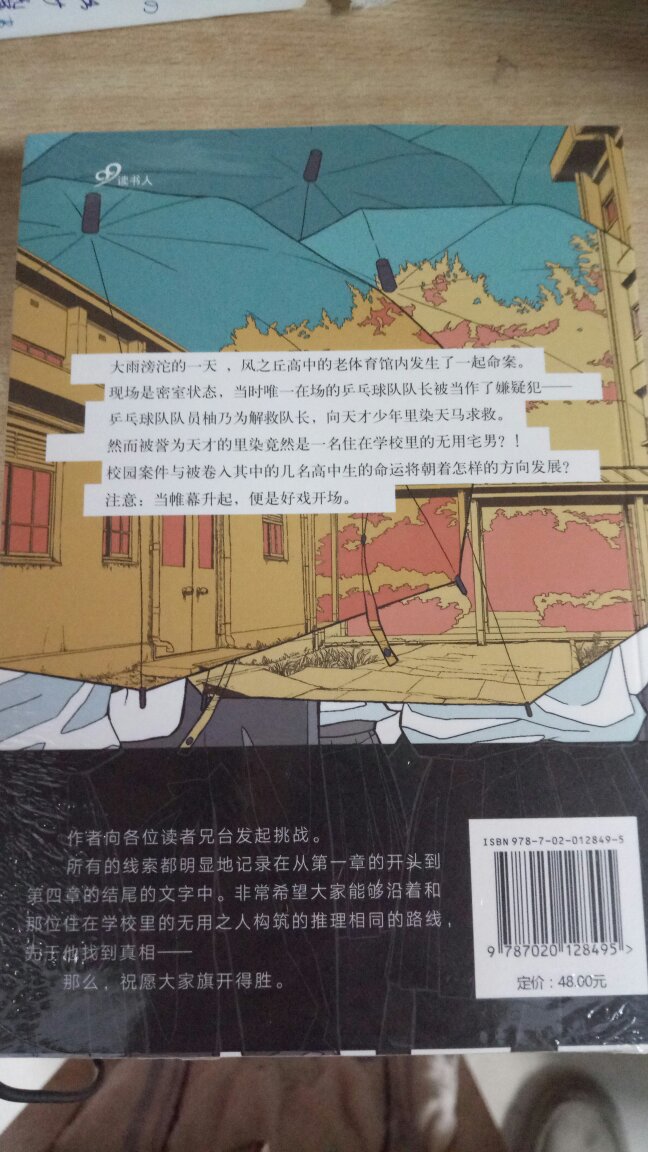 99读书人
大雨滂沱的一天 ，风之丘高中的老体育馆内发生了一起命案。
现场是密室状态，当时唯一在场的乒乓球队队长被当作了嫌疑犯——
乒乓球队队员柚乃为解救队长，向天才少年里染天马求救。
然而被誉为天才的里染竟然是一名住在学校里的无用宅男？！
校园案件与被卷入其中的几名高中生的命运将朝着怎样的方向发展？
注意：当帷幕升起，便是好戏开场。
作者向各位读者兄台发起挑战。
所有的线索都明显地记录在从第一章的开头到
第四章的结尾的文字中。非常希望大家能够沿着和
那位住在学校里的无用之人构筑的推理相同的路线，
先于他找到真相——
那么，祝愿大家旗开得胜。
ISBN 978-7-02-012849-5
9 787020 128495 >
定价：48.00元